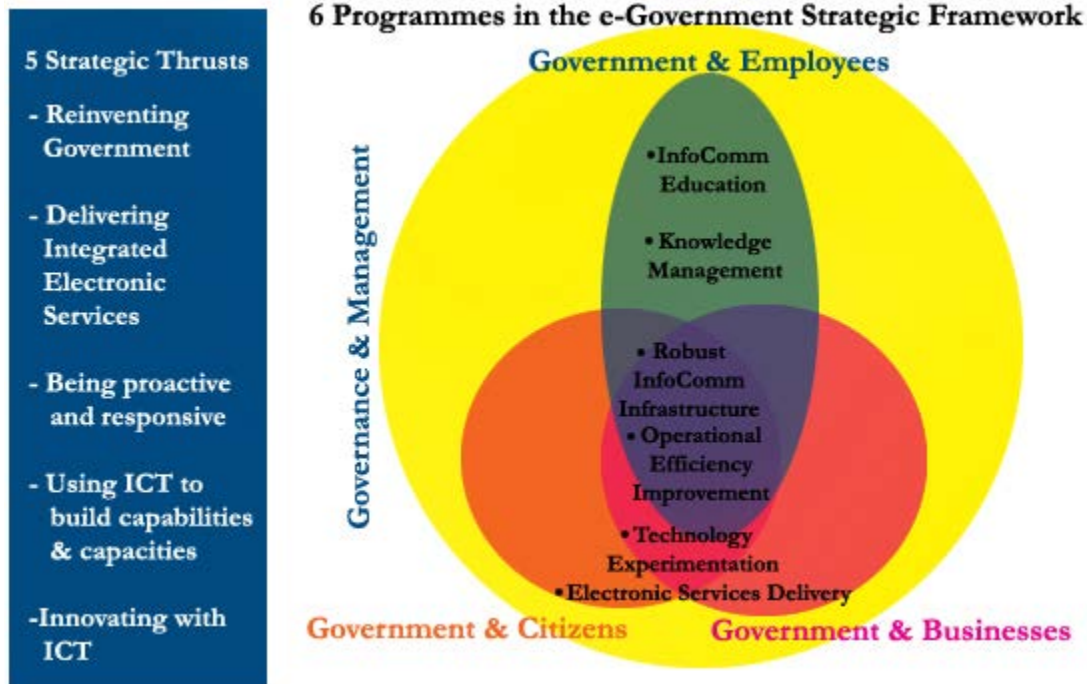 6 Programmes in the e-Government Strategic Framework
5 Strategic Thrusts
- Reinventing
Government
- Delivering
Integrated
Electronic
Services
- Being proactive
and responsive
- Using ICT to
build capabilities
& capacities
-Innovating with
ICT
Governance & Management
Government & Employees
•InfoComm
Education
• Knowledge
Management
• Robust
InfoComm
Infrastructure
• Operational
Efficiency
Improvement
• Technology
Experimentation
•Electronic Services Delivery
Government & Citizens
Government & Businesses